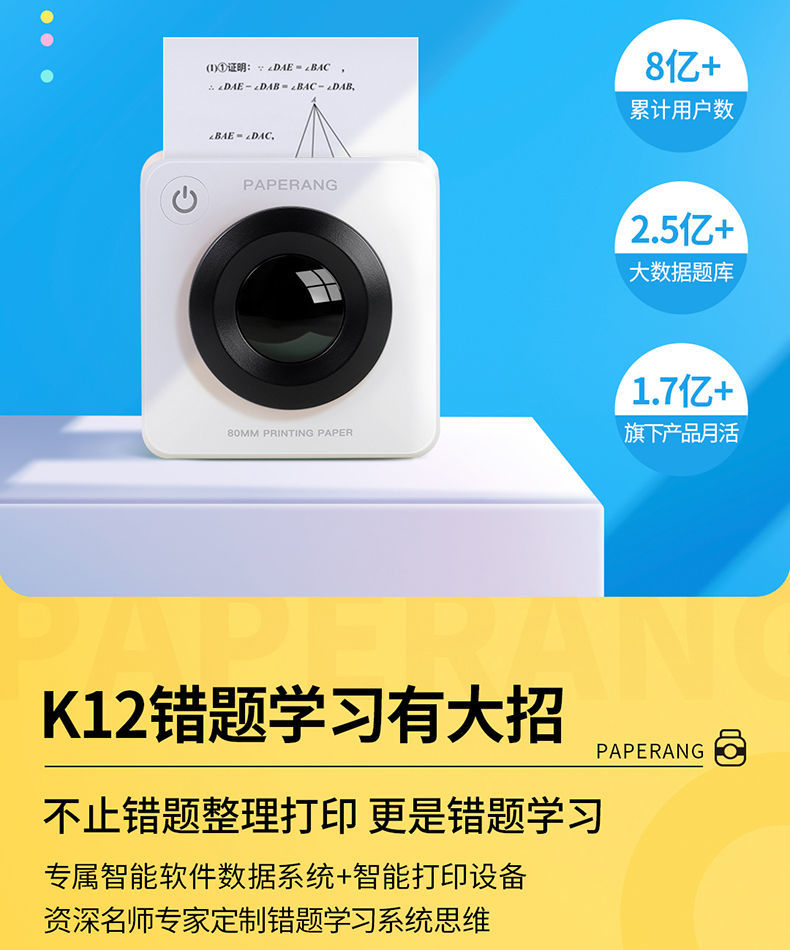 (1)①证明：∵ ∠DAE = ∠BAC ，
∴ ∠DAE − ∠DAB = ∠BAC − ∠DAB,
A
∠BAE = ∠DAC,
PAPERANG
80MM PRINTING PAPER
8亿+
累计用户数
2.5亿+
大数据题库
1.7亿+
旗下产品月活
PAPERANG
K12错题学习有大招
PAPERANG
不止错题整理打印 更是错题学习
专属智能软件数据系统+智能打印设备
资深名师专家定制错题学习系统思维